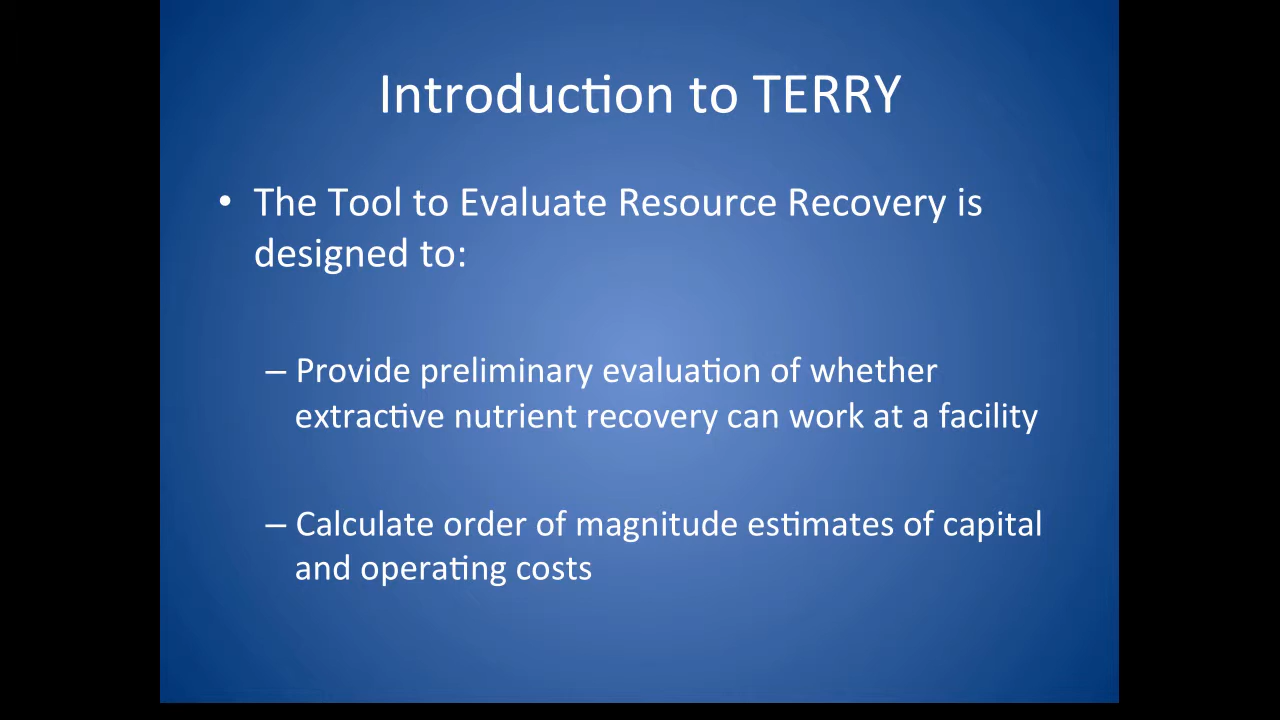 Introduction to TERRY
• The Tool to Evaluate Resource Recovery is
designed to:
– Provide preliminary evaluation of whether
extractive nutrient recovery can work at a facility
– Calculate order of magnitude estimates of capital
and operating costs